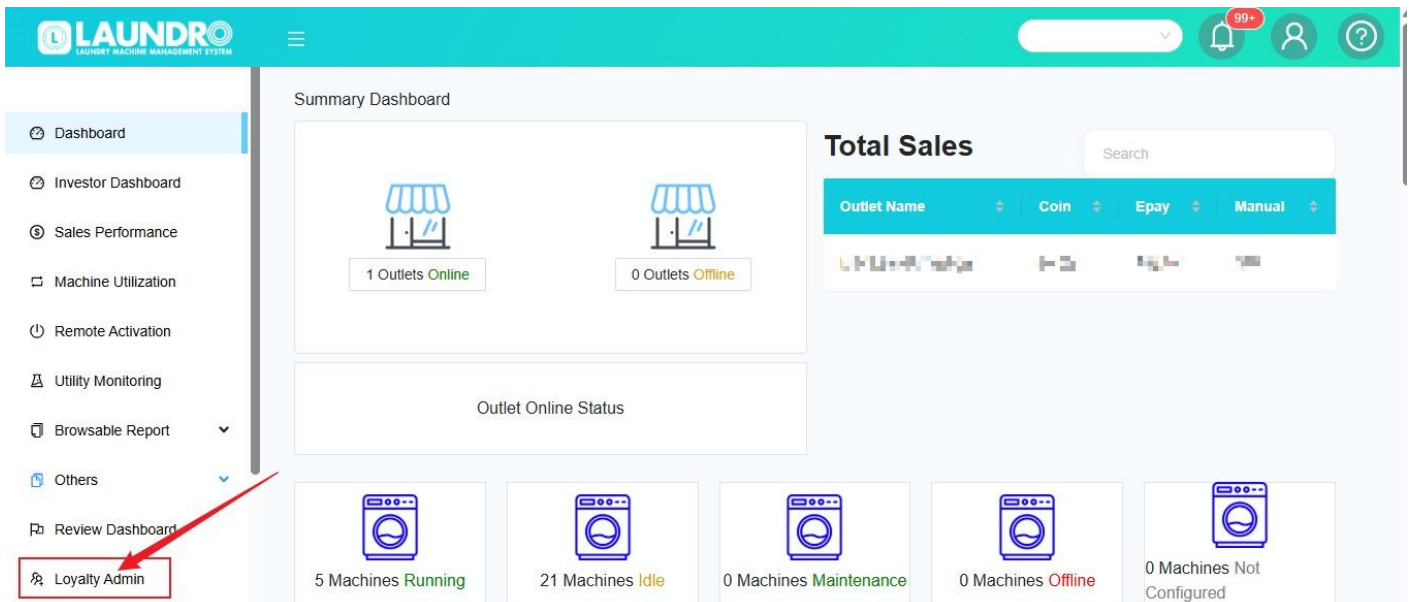 LAUNDRO
LAUNDRY MACHINE MANAGEMENT SYSTEM
99+
Dashboard
Investor Dashboard
Sales Performance
Machine Utilization
Remote Activation
Utility Monitoring
Browsable Report
Others
Review Dashboard
Loyalty Admin
Summary Dashboard
1 Outlets Online
0 Outlets Offline
Outlet Online Status
Total Sales
Search
Outlet Name Coin Epay Manual
5 Machines Running
21 Machines Idle
0 Machines Maintenance
0 Machines Offline
0 Machines Not
Configured